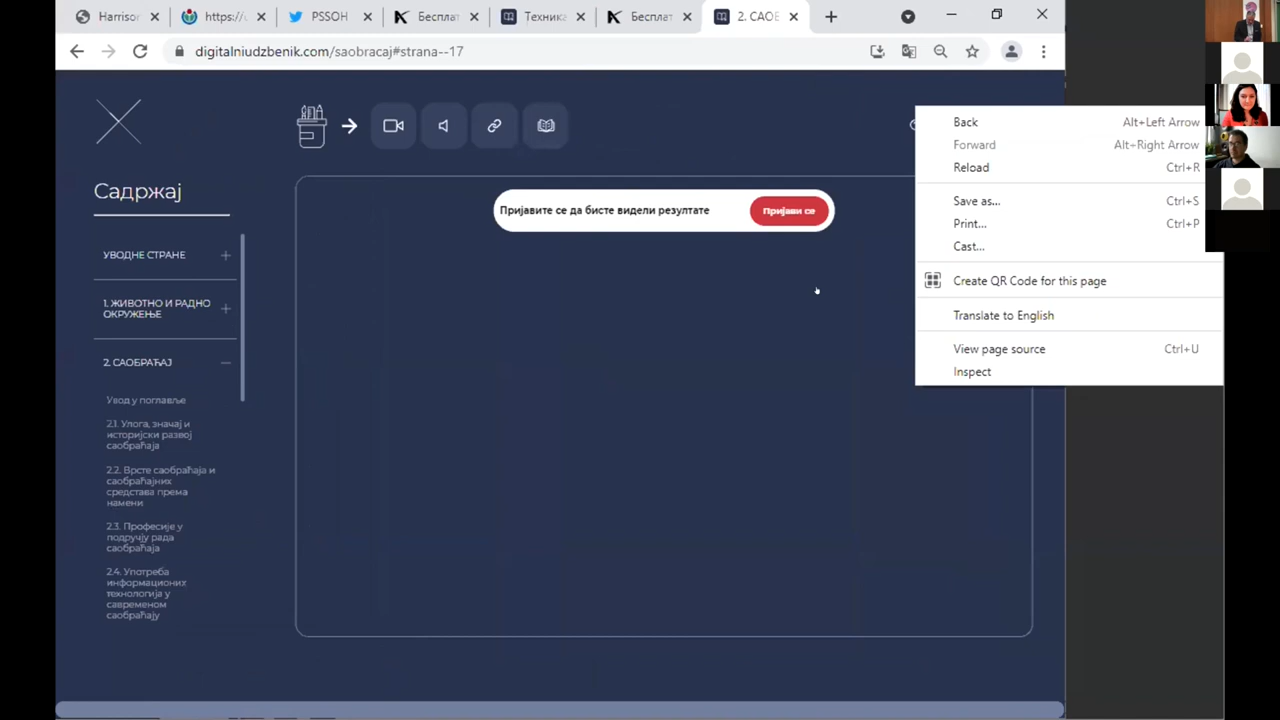 Harrisor
https://
PSSOH
Бесплат
Техника
Бесплат
2. САОБ
digitalniudzbenik.com/saobracaj#strana--17
Садржај
УВОДНЕ СТРАНЕ
1. ЖИВОТНО И РАДНО
ОКРУЖЕЊЕ
2. САОБРАЋАЈ
Увод у поглавље
2.1. Улога, значај и
историјски развој
саобраћаја
2.2. Врсте саобраћаја и
саобраћајних
средстава према
намени
2.3. Професије у
подручју рада
саобраћаја
2.4. Употреба
информационих
технологија у
савременом
саобраћају
Пријавите се да бисте видели резултате
Пријави се
Back Alt+Left Arrow
Forward Alt+Right Arrow
Reload Ctrl+R
Save as... Ctrl+S
Print... Ctrl+P
Cast...
Create QR Code for this page
Translate to English
View page source Ctrl+U
Inspect